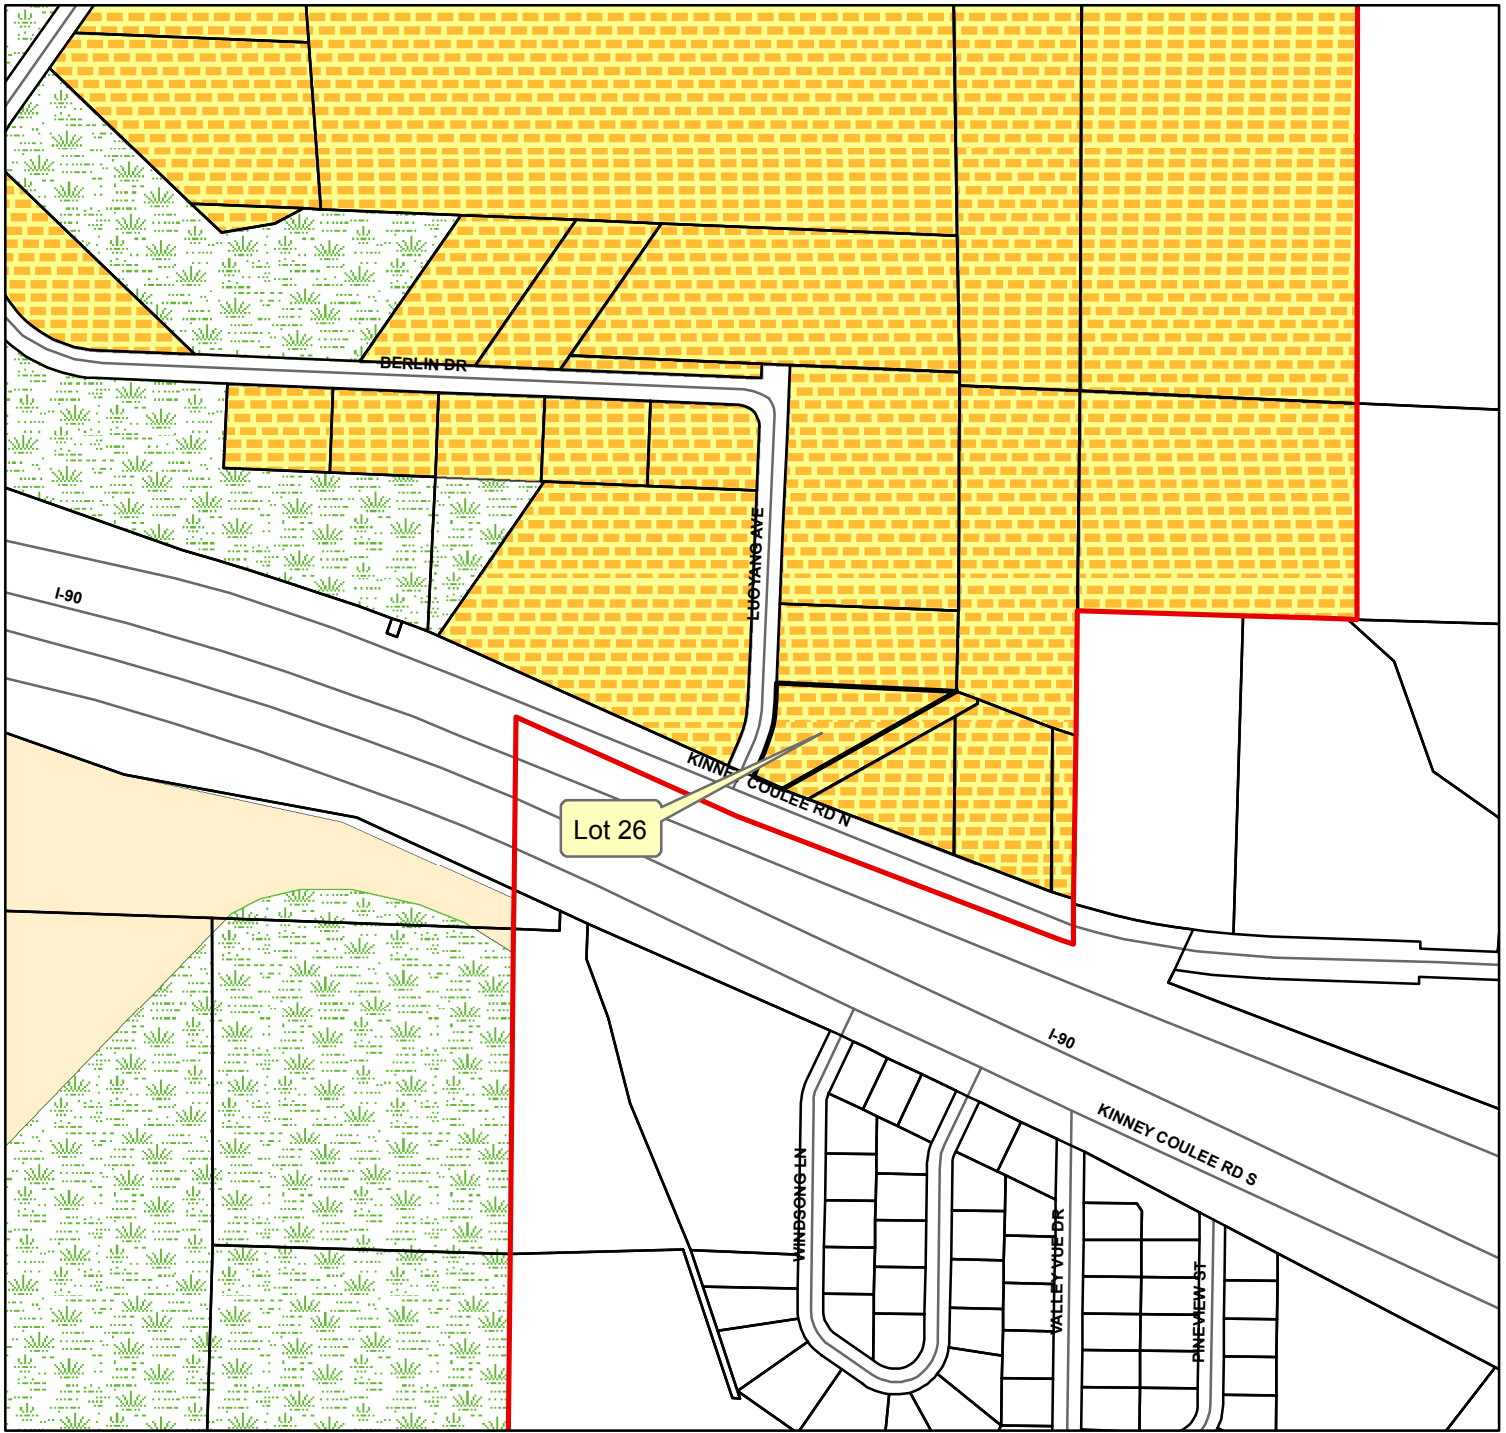 BERLIN DR
LUOYANG AVE
I-90
KINNEY COULEE RD N
Lot 26
I-90
KINNEY COULEE RD S
WINDSONG LN
VALLEY VUE DR
PINEVIEW ST